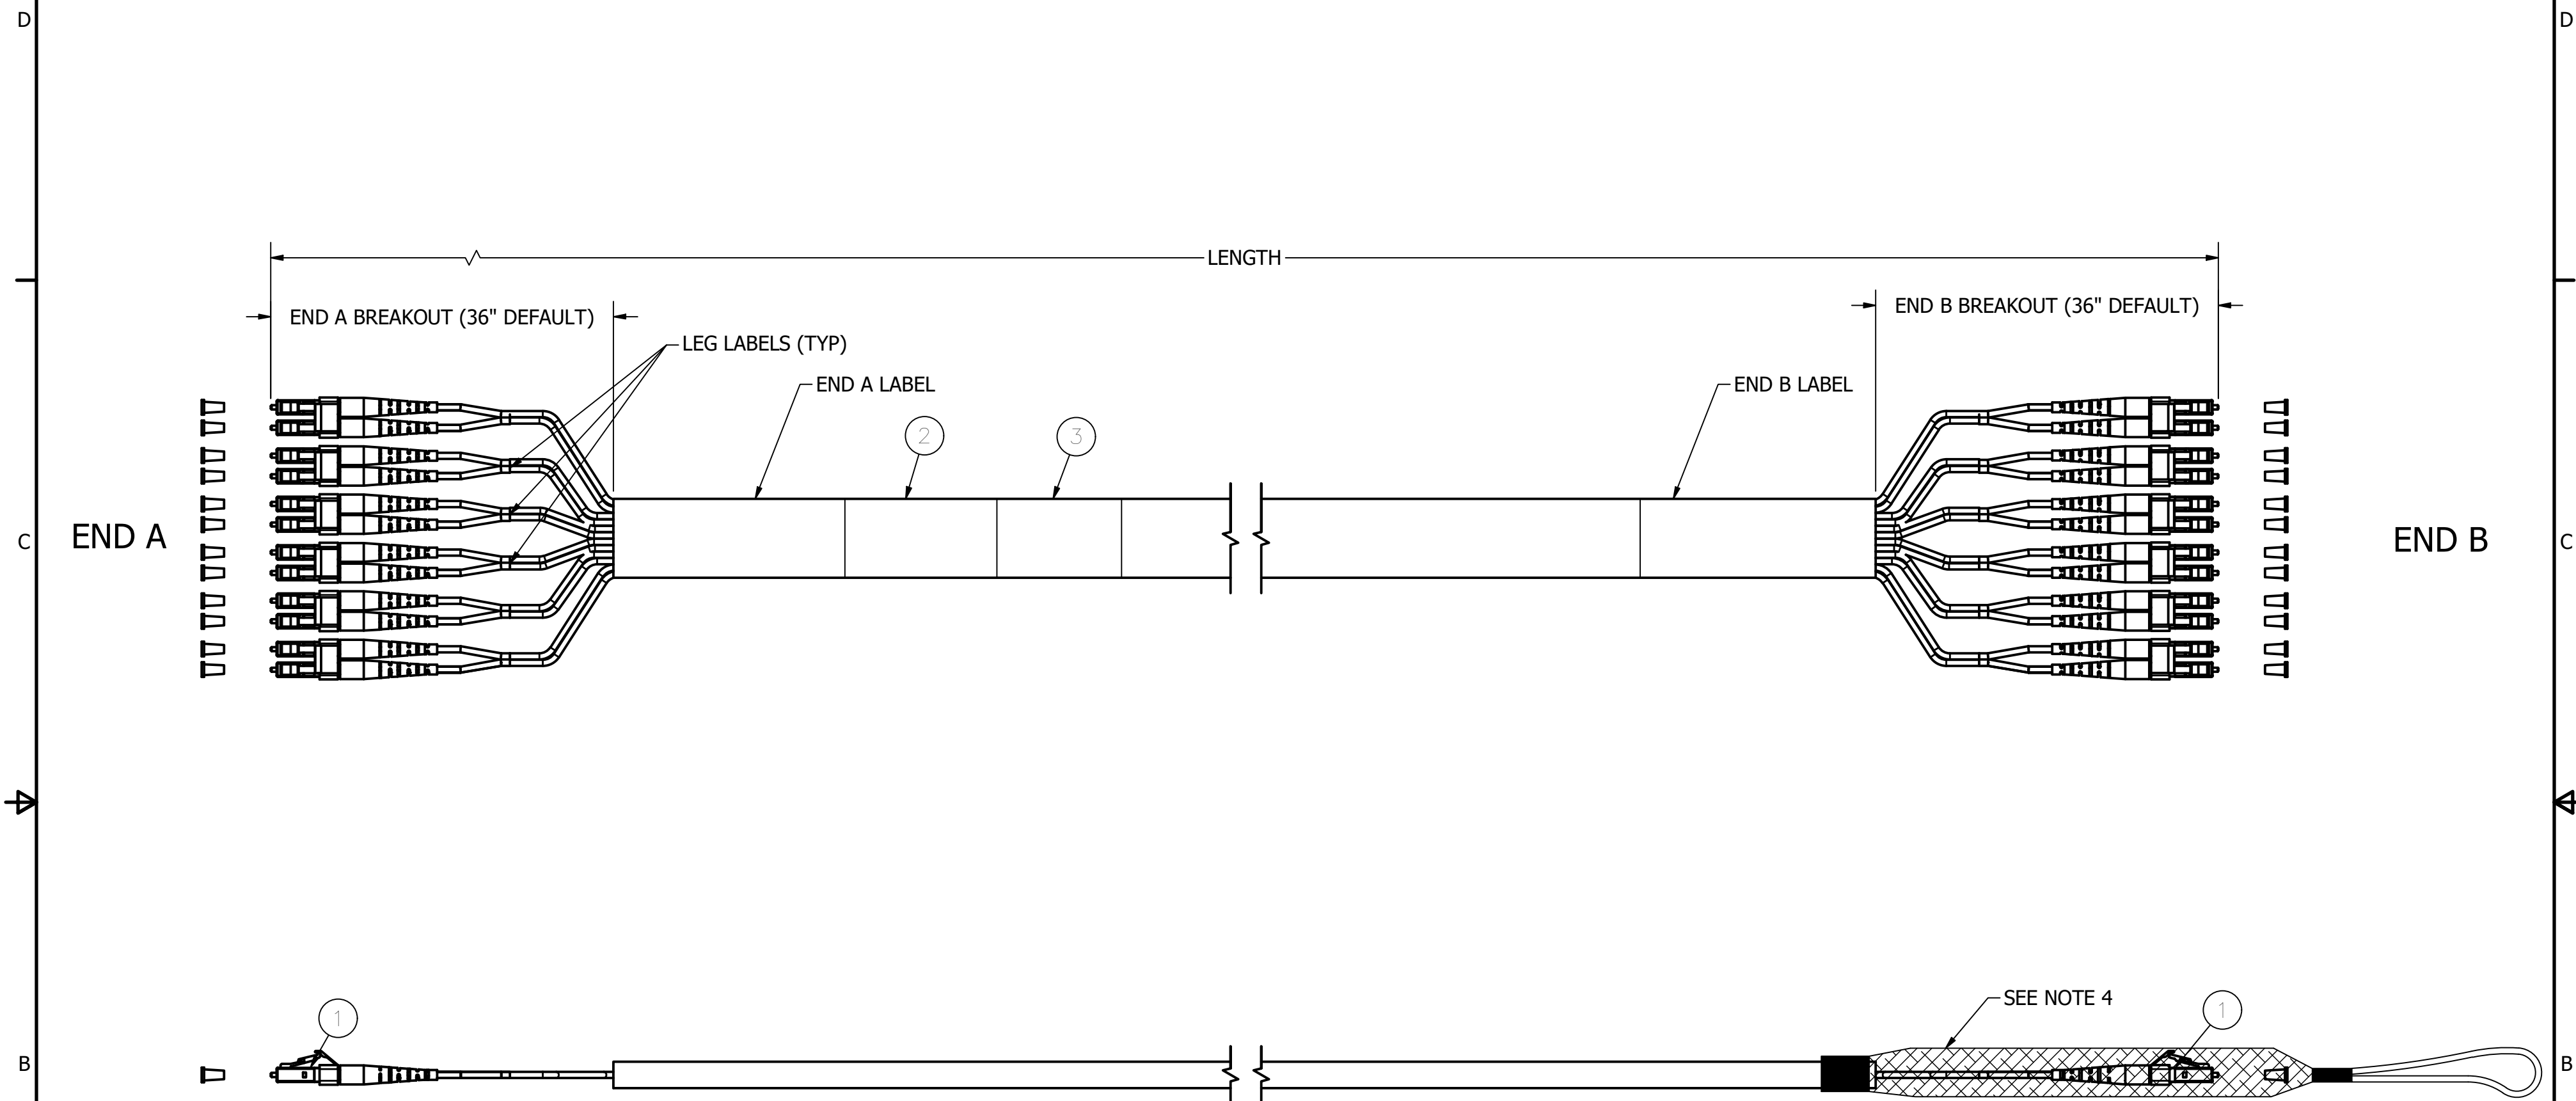 D
D
LENGTH
END A BREAKOUT (36" DEFAULT)
END B BREAKOUT (36" DEFAULT)
LEG LABELS (TYP)
END A LABEL
END B LABEL
2
3
END A
END B
C
C
SEE NOTE 4
1
1
B
B